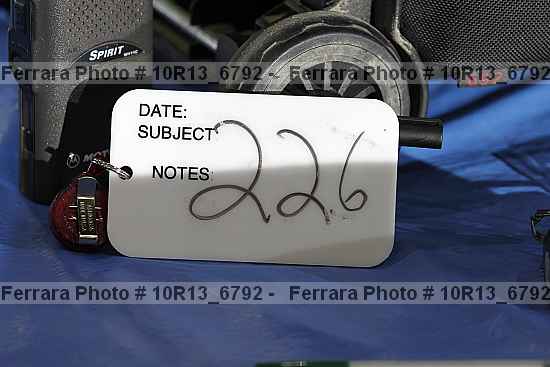 SPIRIT
Ferrara Photo # 10R13_6792 - Ferrara Photo # 10R13_6792
DATE:
SUBJECT
NOTES:
226
Ferrara Photo # 10R13_6792 - Ferrara Photo # 10R13_6792